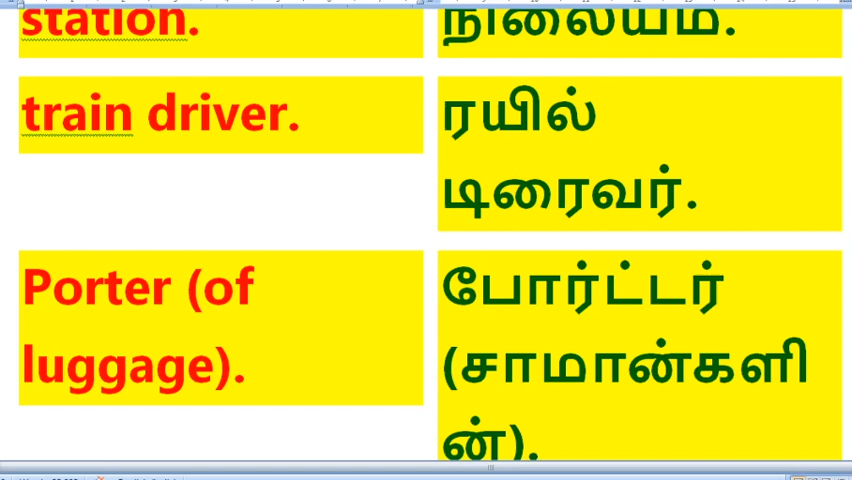 station.
நிலையம்.
train driver.
ரயில்
டிரைவர்.
Porter (of
luggage).
போர்ட்டர்
(சாமான்களி
ன்).